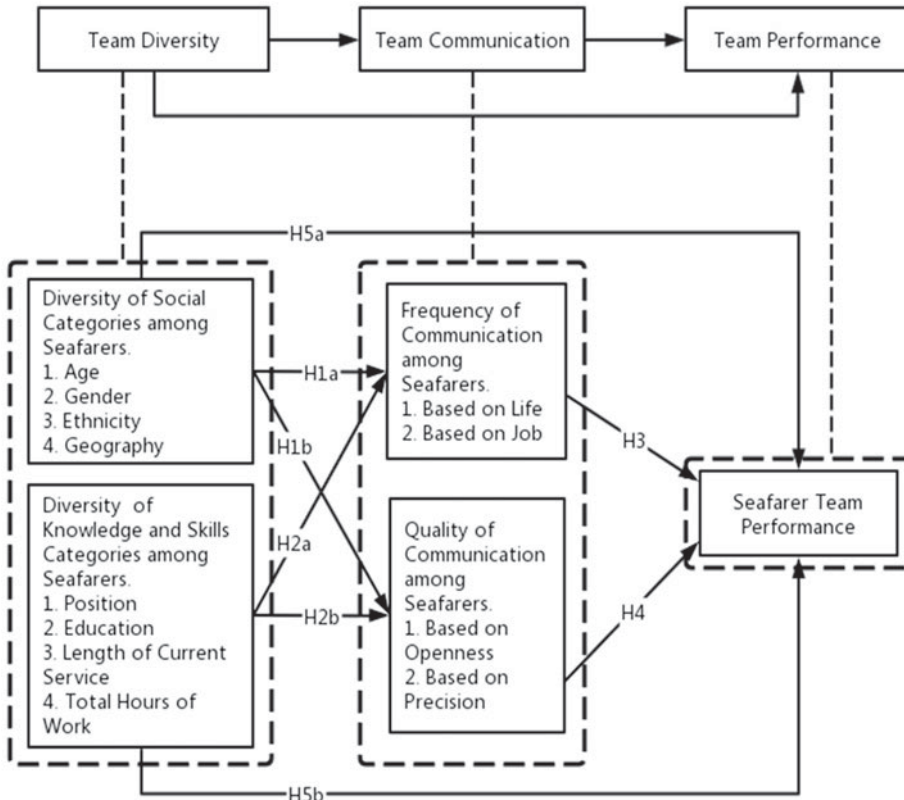 Team Diversity
Team Communication
Team Performance
H5a
Diversity of Social
Categories among
Seafarers.
1. Age
2. Gender
3. Ethnicity
4. Geography
Diversity of
Knowledge and Skills
Categories among
Seafarers.
1. Position
2. Education
3. Length of Current
Service
4. Total Hours of
Work
H1a
H1b
H2a
H2b
Frequency of
Communication
among
Seafarers.
1. Based on Life
2. Based on Job
Quality of
Communication
among
Seafarers.
1. Based on
Openness
2. Based on
Precision
H3
H4
Seafarer Team
Performance
H5b